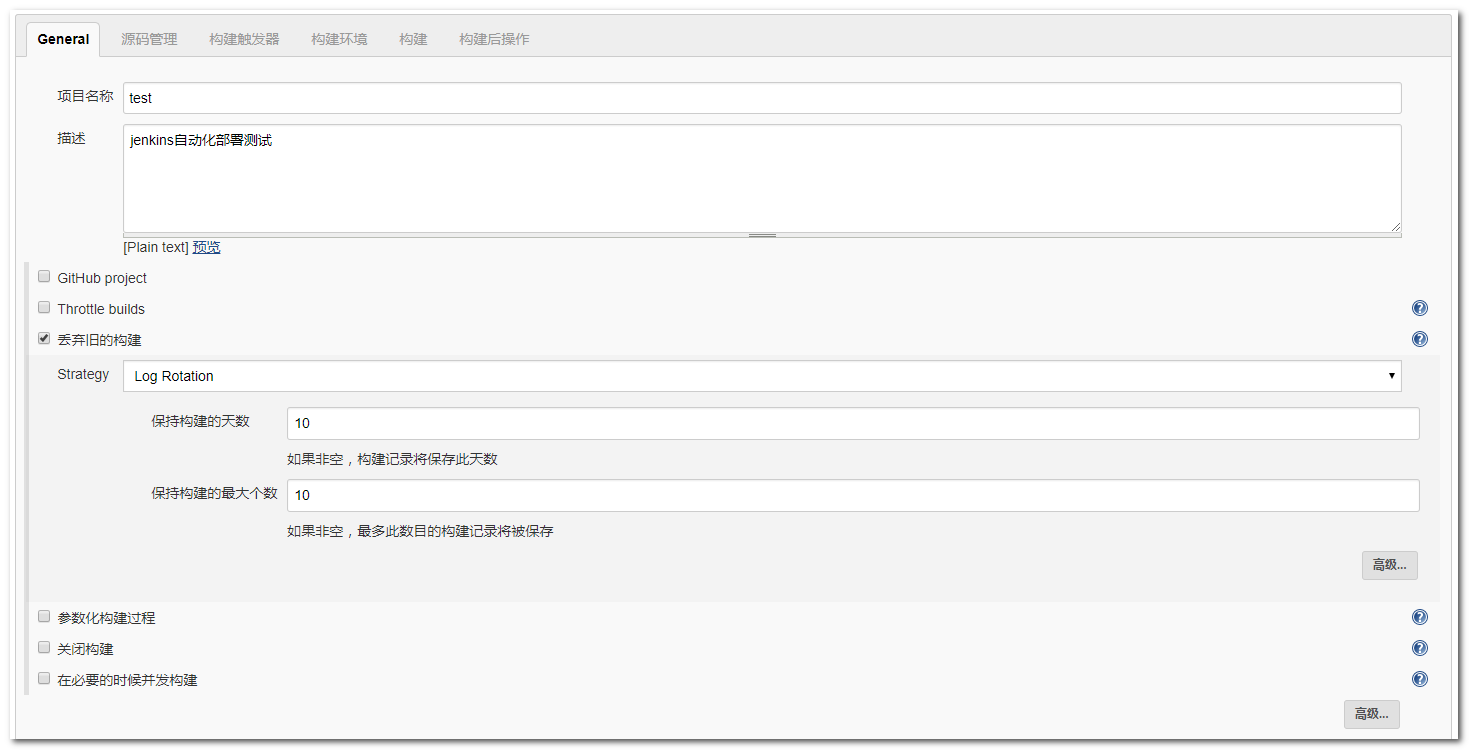 General 源码管理 构建触发器 构建环境 构建 构建后操作
项目名称 test
描述 jenkins自动化部署测试
[Plain text] 预览
GitHub project
Throttle builds
丢弃旧的构建
Strategy Log Rotation
保持构建的天数 10
如果非空，构建记录将保存此天数
保持构建的最大个数 10
如果非空，最多此数目的构建记录将被保存
高级...
参数化构建过程
关闭构建
在必要的时候并发构建
高级...